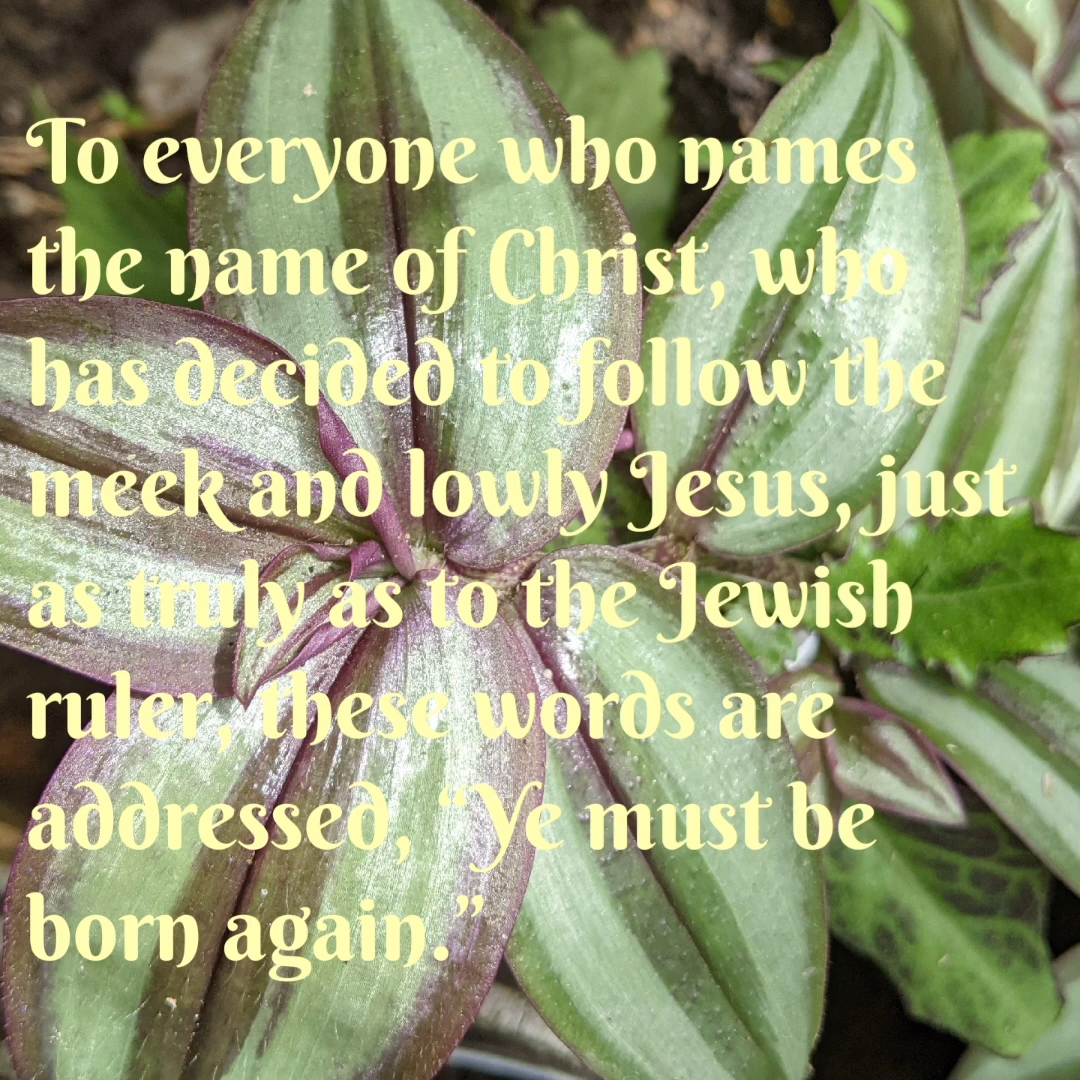 To everyone who names
the name of Christ, who
has decided to follow the
meek and lowly Jesus, just
as truly as to the Jewish
ruler, these words are
addressed, “Ye must be
born again.”